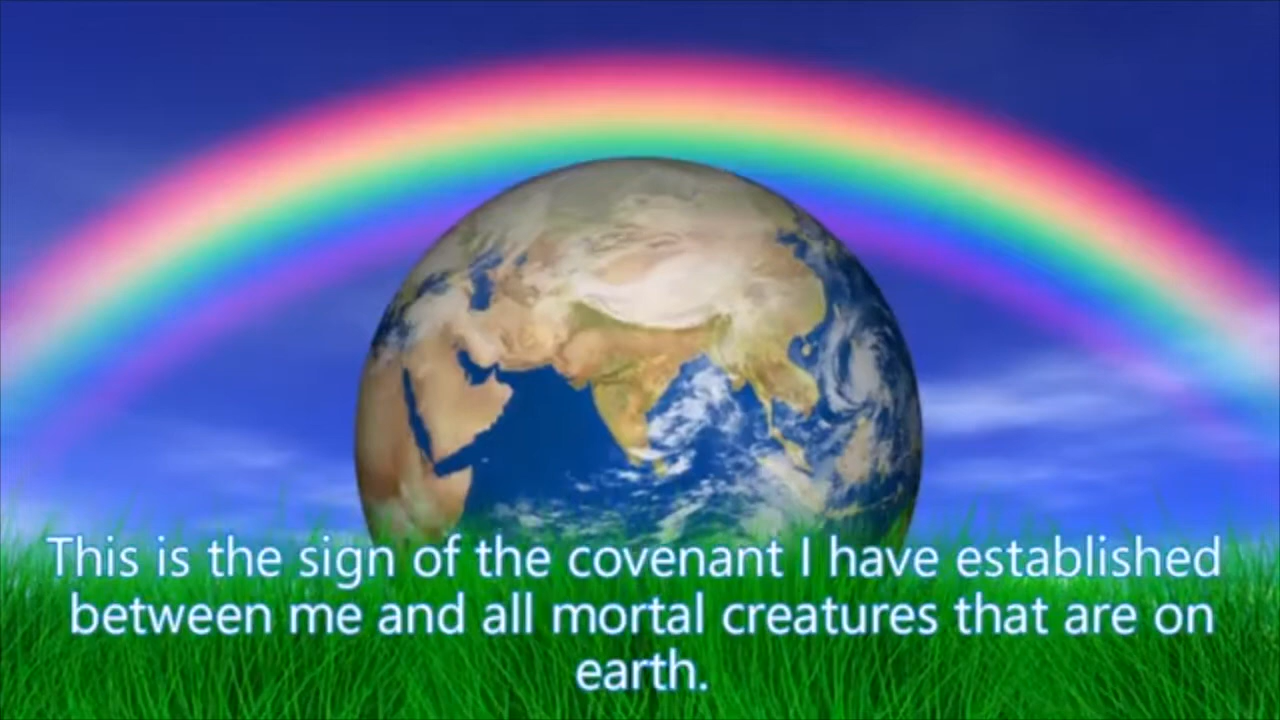 This is the sign of the covenant I have established
between me and all mortal creatures that are on
earth.